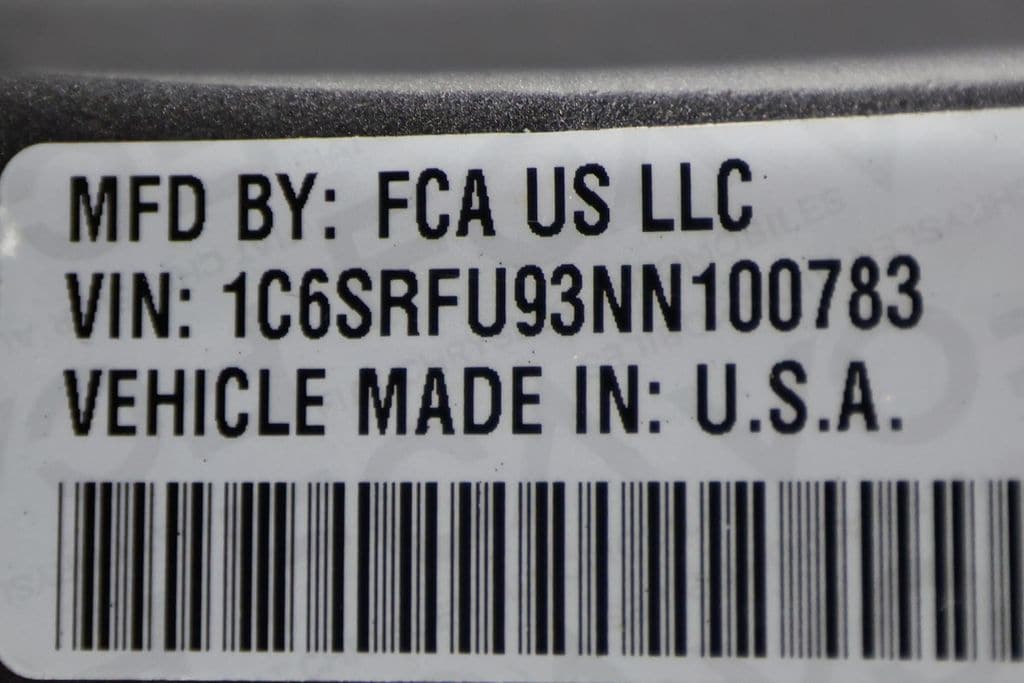 MFD BY: FCA US LLC
VIN: 1C6SRFU93NN100783
VEHICLE MADE IN: U.S.A.